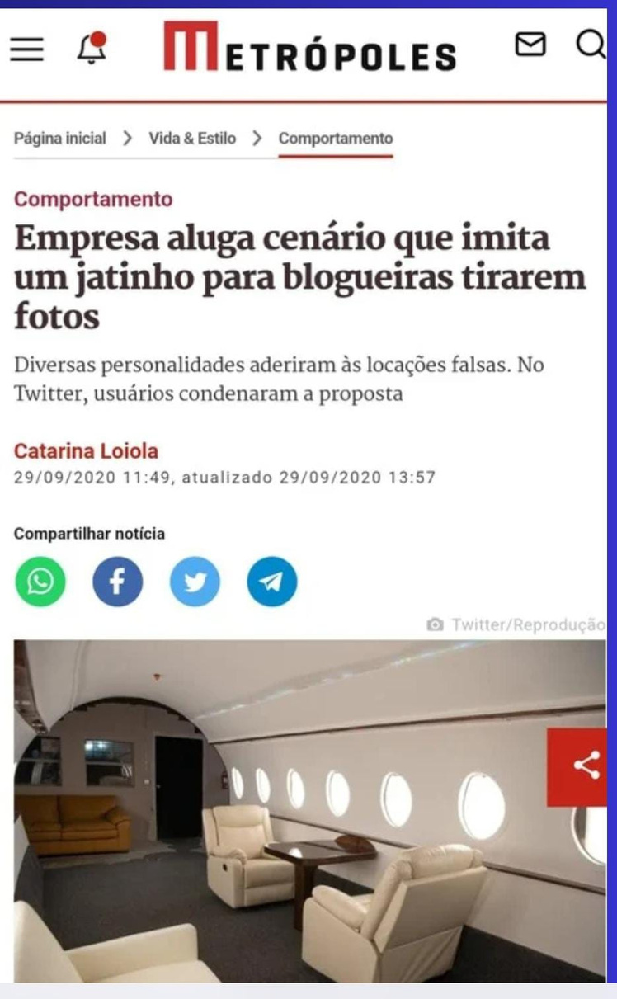 METRÓPOLES
Página inicial > Vida & Estilo > Comportamento
Comportamento
Empresa aluga cenário que imita
um jatinho para blogueiras tirarem
fotos
Diversas personalidades aderiram às locações falsas. No
Twitter, usuários condenaram a proposta
Catarina Loiola
29/09/2020 11:49, atualizado 29/09/2020 13:57
Compartilhar notícia
Twitter/Reprodução